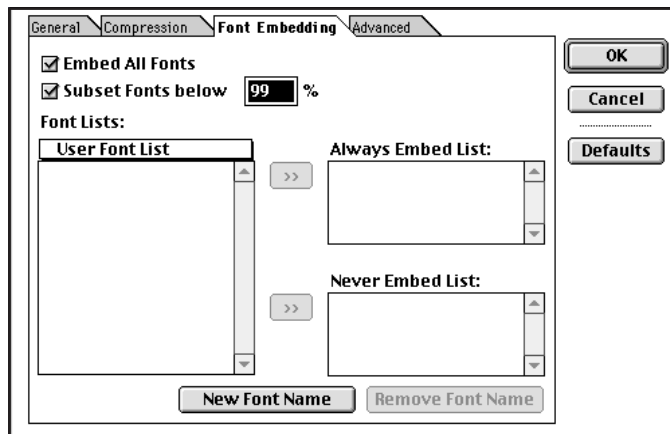 General Compression Font Embedding Advanced
Embed All Fonts
Subset Fonts below 99 %
Font Lists:
User Font List
>>
Always Embed List:
>>
Never Embed List:
New Font Name
Remove Font Name
OK
Cancel
Defaults